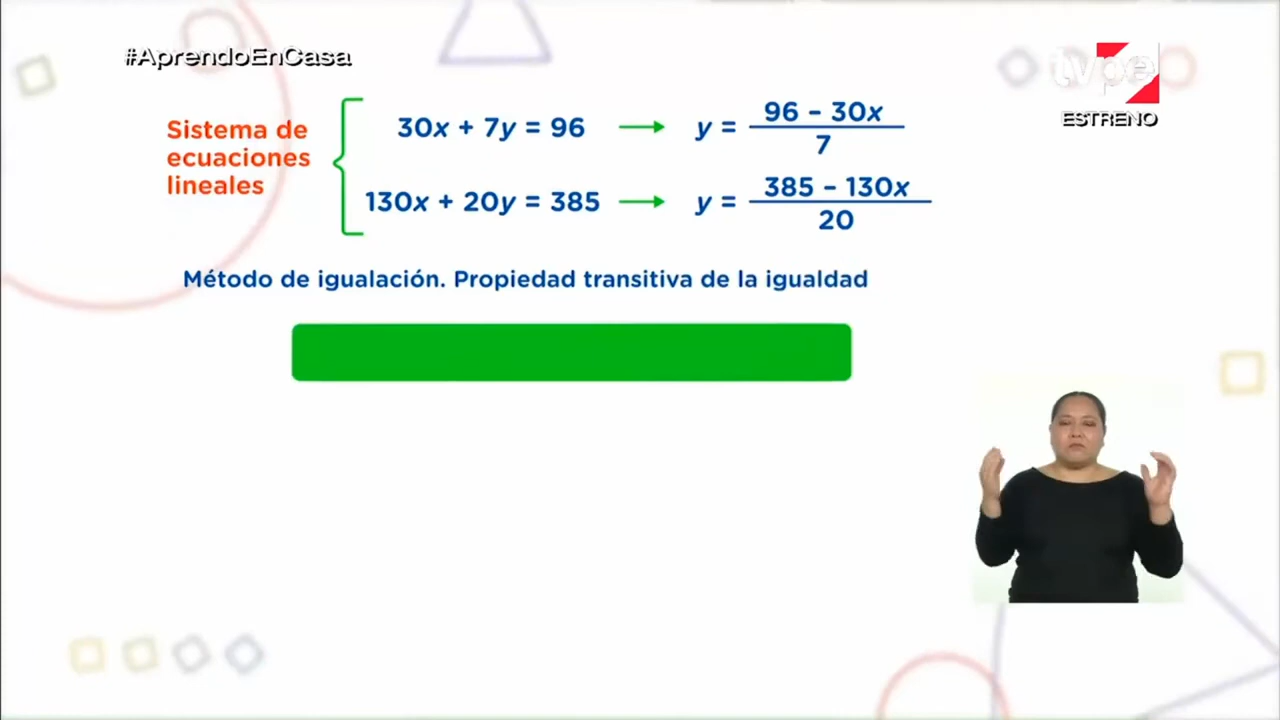 #AprendoEnCasa
tvpe
ESTRENO
Sistema de
ecuaciones
lineales
30x + 7y = 96 → y = (96 – 30x)/7
130x + 20y = 385 → y = (385 – 130x)/20
Método de igualación. Propiedad transitiva de la igualdad